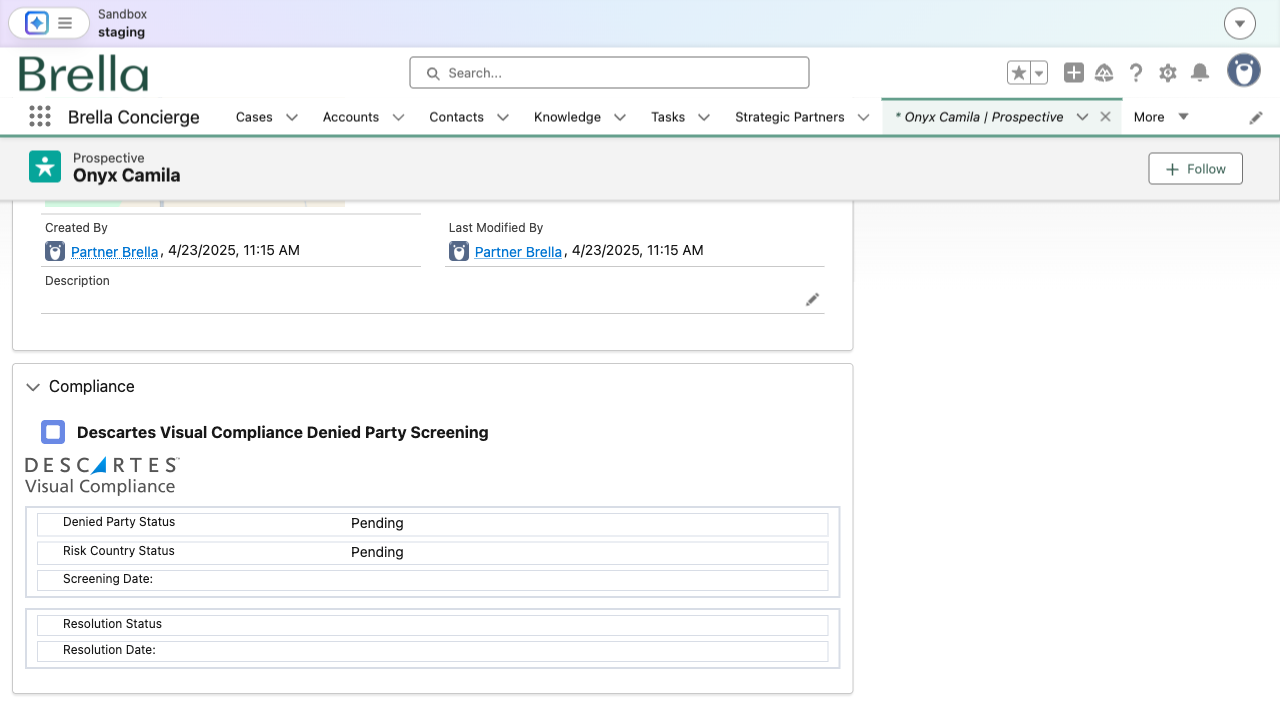 Sandbox
staging
Brella
Search...
Brella Concierge
Cases
Accounts
Contacts
Knowledge
Tasks
Strategic Partners
* Onyx Camila | Prospective
More
Prospective
Onyx Camila
Follow
Created By
Partner Brella, 4/23/2025, 11:15 AM
Last Modified By
Partner Brella, 4/23/2025, 11:15 AM
Description
Compliance
Descartes Visual Compliance Denied Party Screening
DESCARTES™
Visual Compliance
Denied Party Status Pending
Risk Country Status Pending
Screening Date:
Resolution Status
Resolution Date: